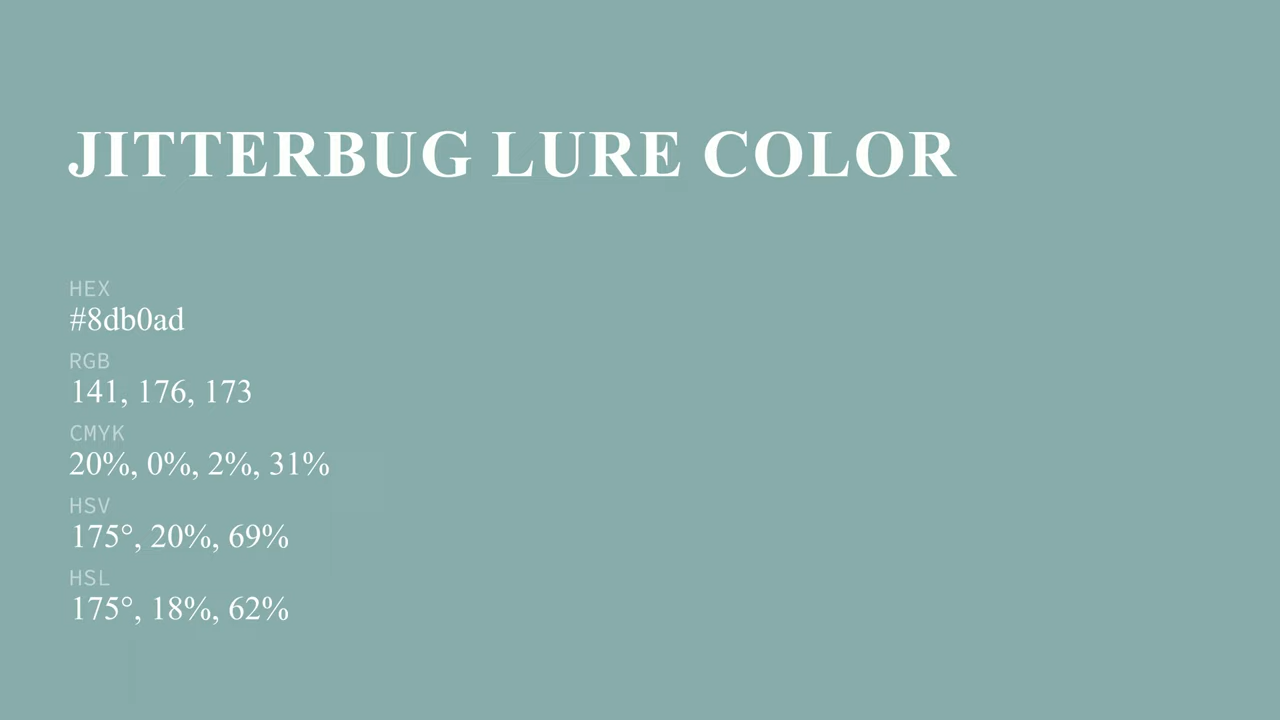 JITTERBUG LURE COLOR
HEX
#8db0ad
RGB
141, 176, 173
CMYK
20%, 0%, 2%, 31%
HSV
175°, 20%, 69%
HSL
175°, 18%, 62%